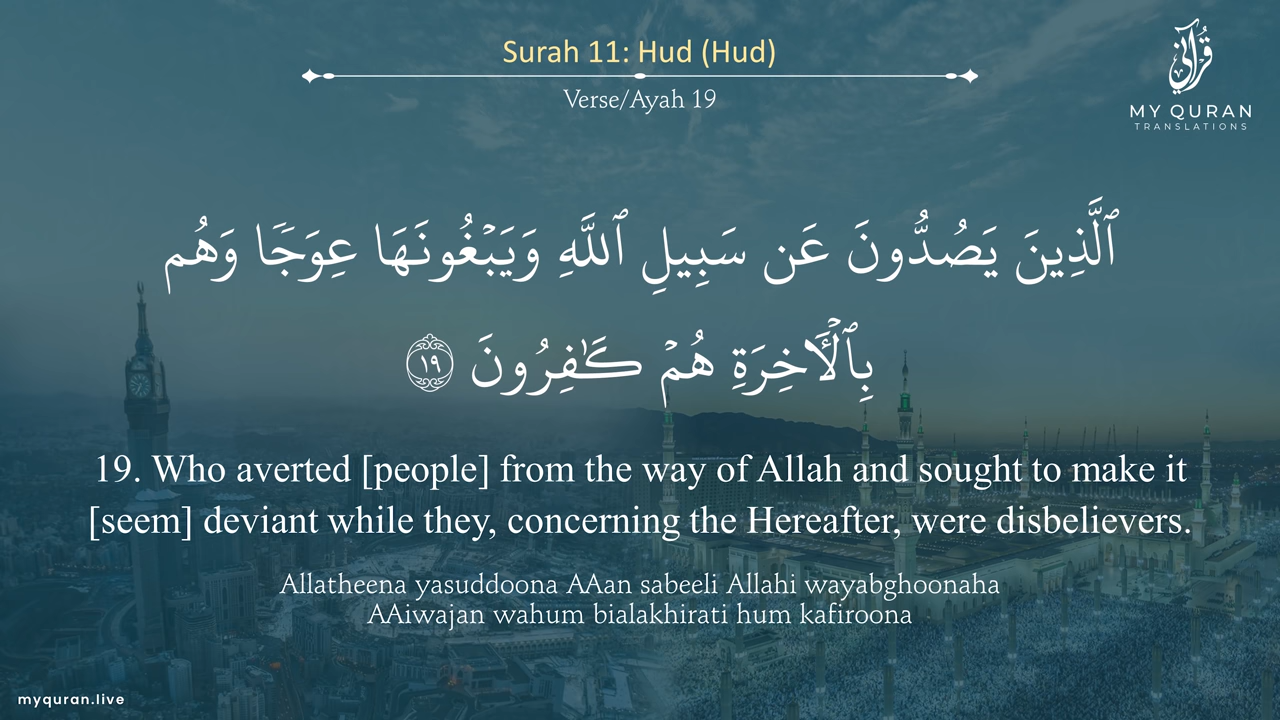 Surah 11: Hud (Hud)
Verse/Ayah 19
قُرْآنِي
MY QURAN
TRANSLATIONS
ٱلَّذِينَ يَصُدُّونَ عَن سَبِيلِ ٱللَّهِ وَيَبۡغُونَهَا عِوَجٗا وَهُم
بِٱلۡأٓخِرَةِ هُمۡ كَٰفِرُونَ ١٩
19. Who averted [people] from the way of Allah and sought to make it
[seem] deviant while they, concerning the Hereafter, were disbelievers.
Allatheena yasuddoona AAan sabeeli Allahi wayabghoonaha
AAiwajan wahum bialakhirati hum kafiroona
myquran.live